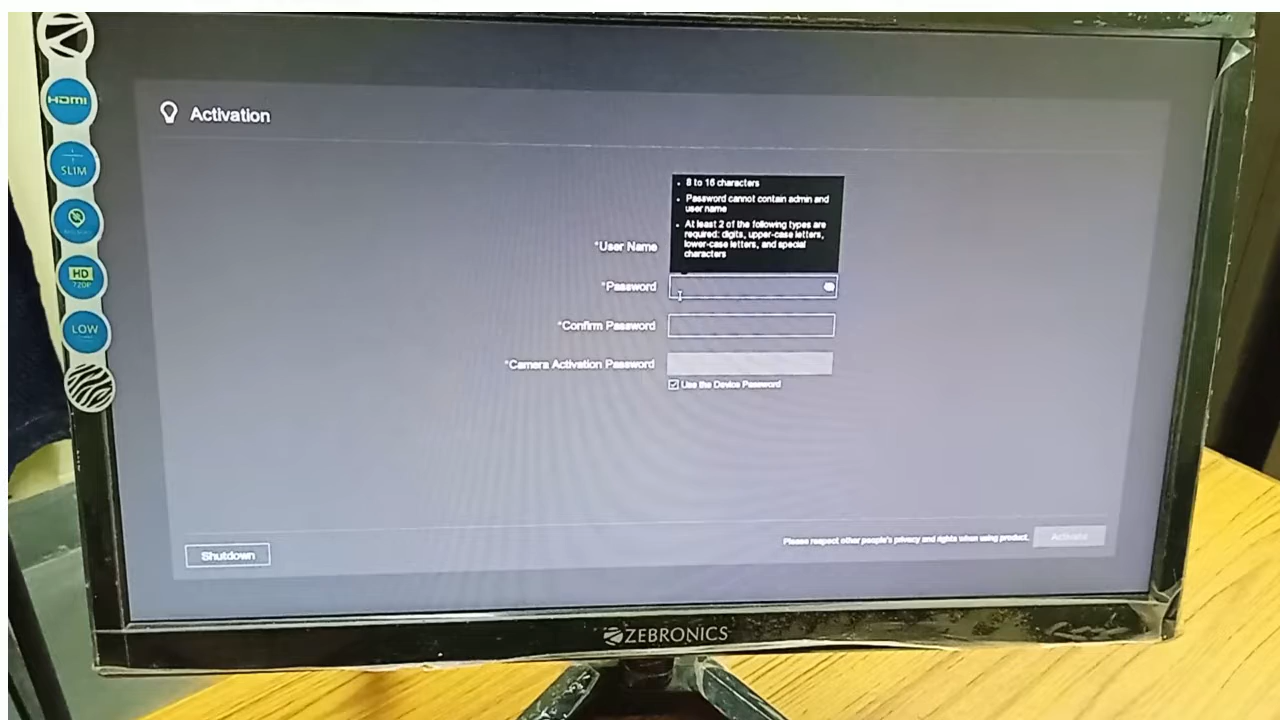 HDMI
SLIM
HD
720P
LOW
Activation
• 8 to 16 characters
• Password cannot contain admin and
user name
• At least 2 of the following types are
required: digits, upper-case letters,
lower-case letters, and special
characters
*User Name
*Password
*Confirm Password
*Camera Activation Password
Use the Device Password
Shutdown
Please respect other people's privacy and rights when using product.
Activate
ZEBRONICS